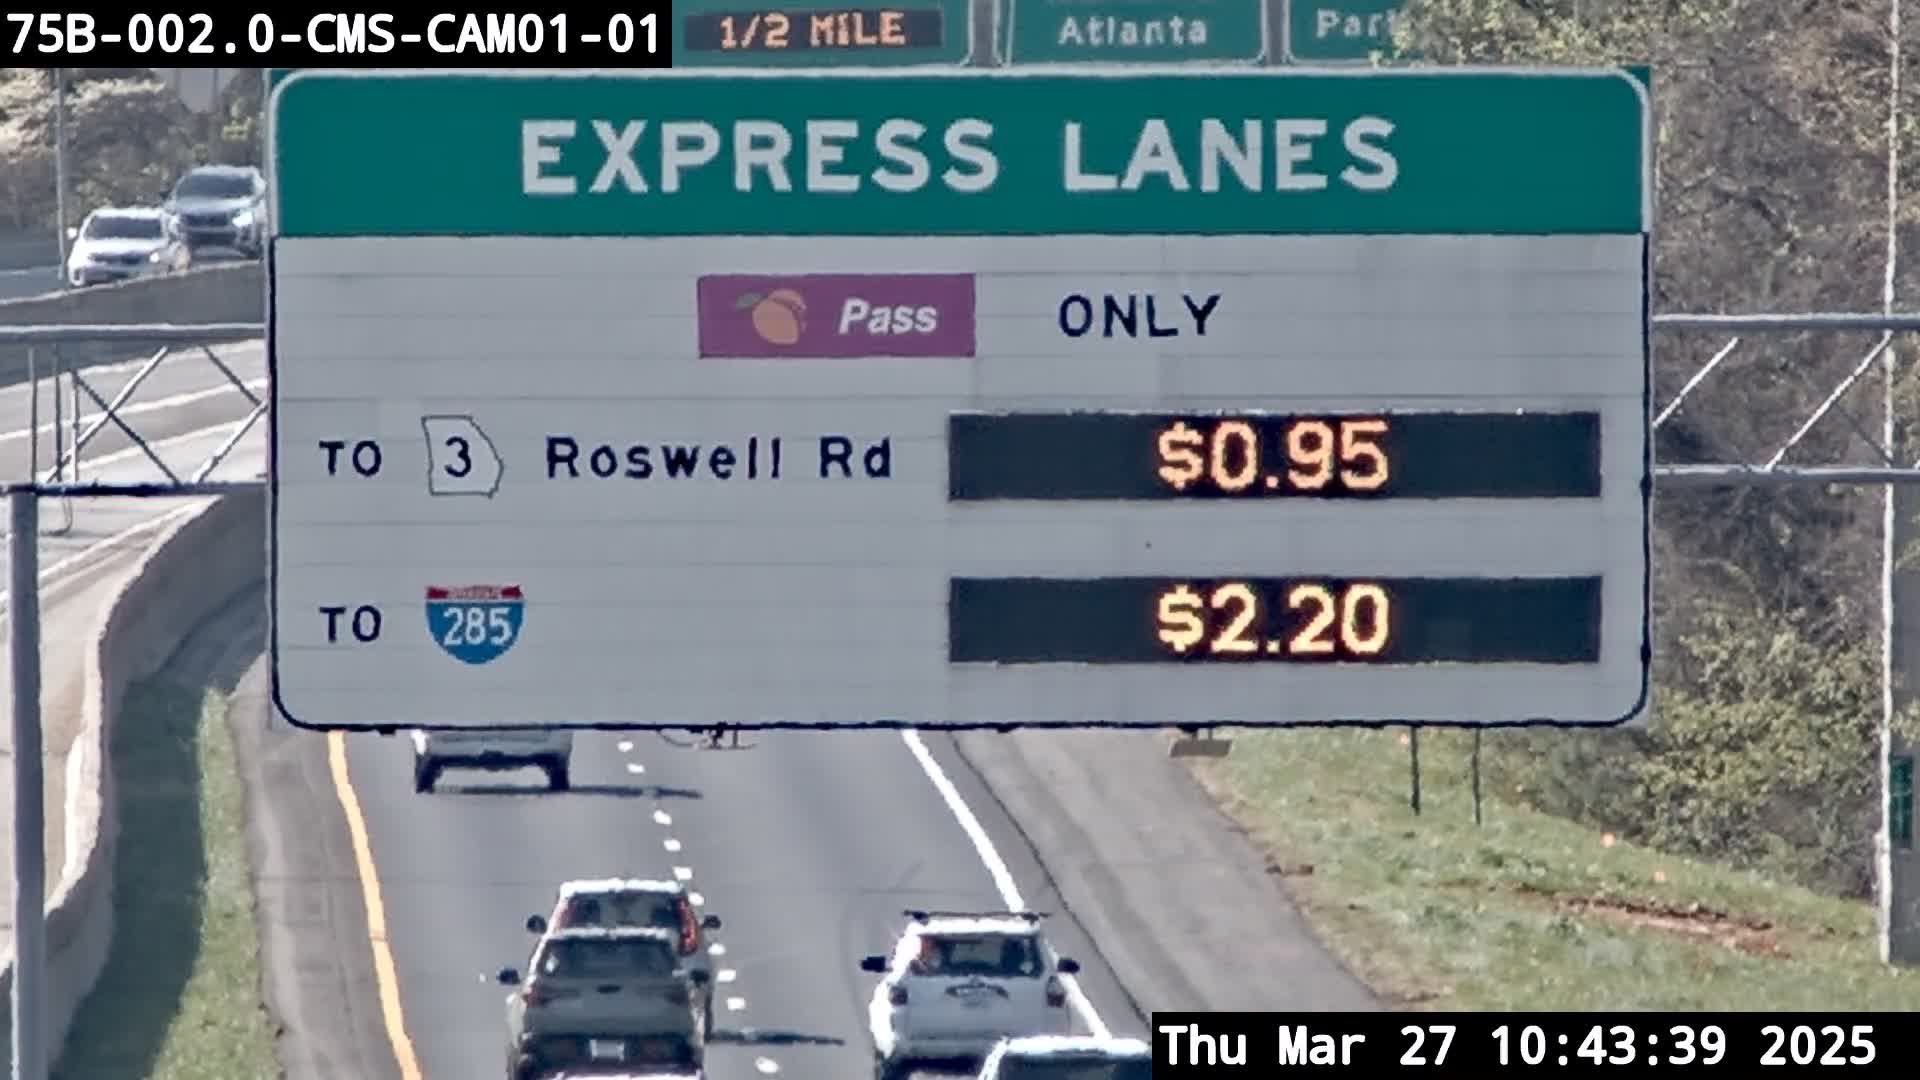 75B-002.0-CMS-CAM01-01
1/2 MILE
Atlanta
EXPRESS LANES
Pass ONLY
TO 3 Roswell Rd $0.95
TO 285 $2.20
Thu Mar 27 10:43:39 2025